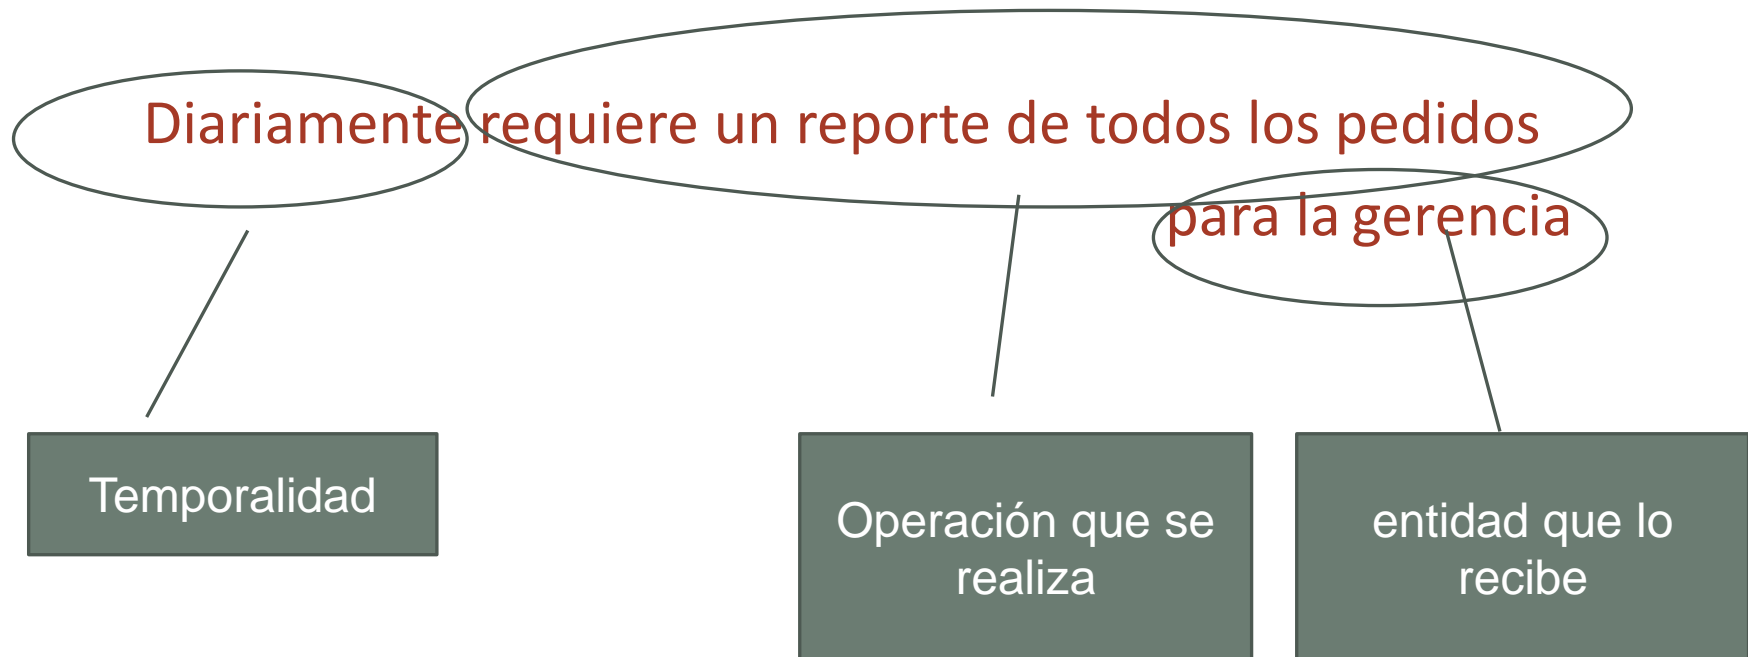 Diariamente requiere un reporte de todos los pedidos
para la gerencia
Temporalidad
Operación que se
realiza
entidad que lo
recibe